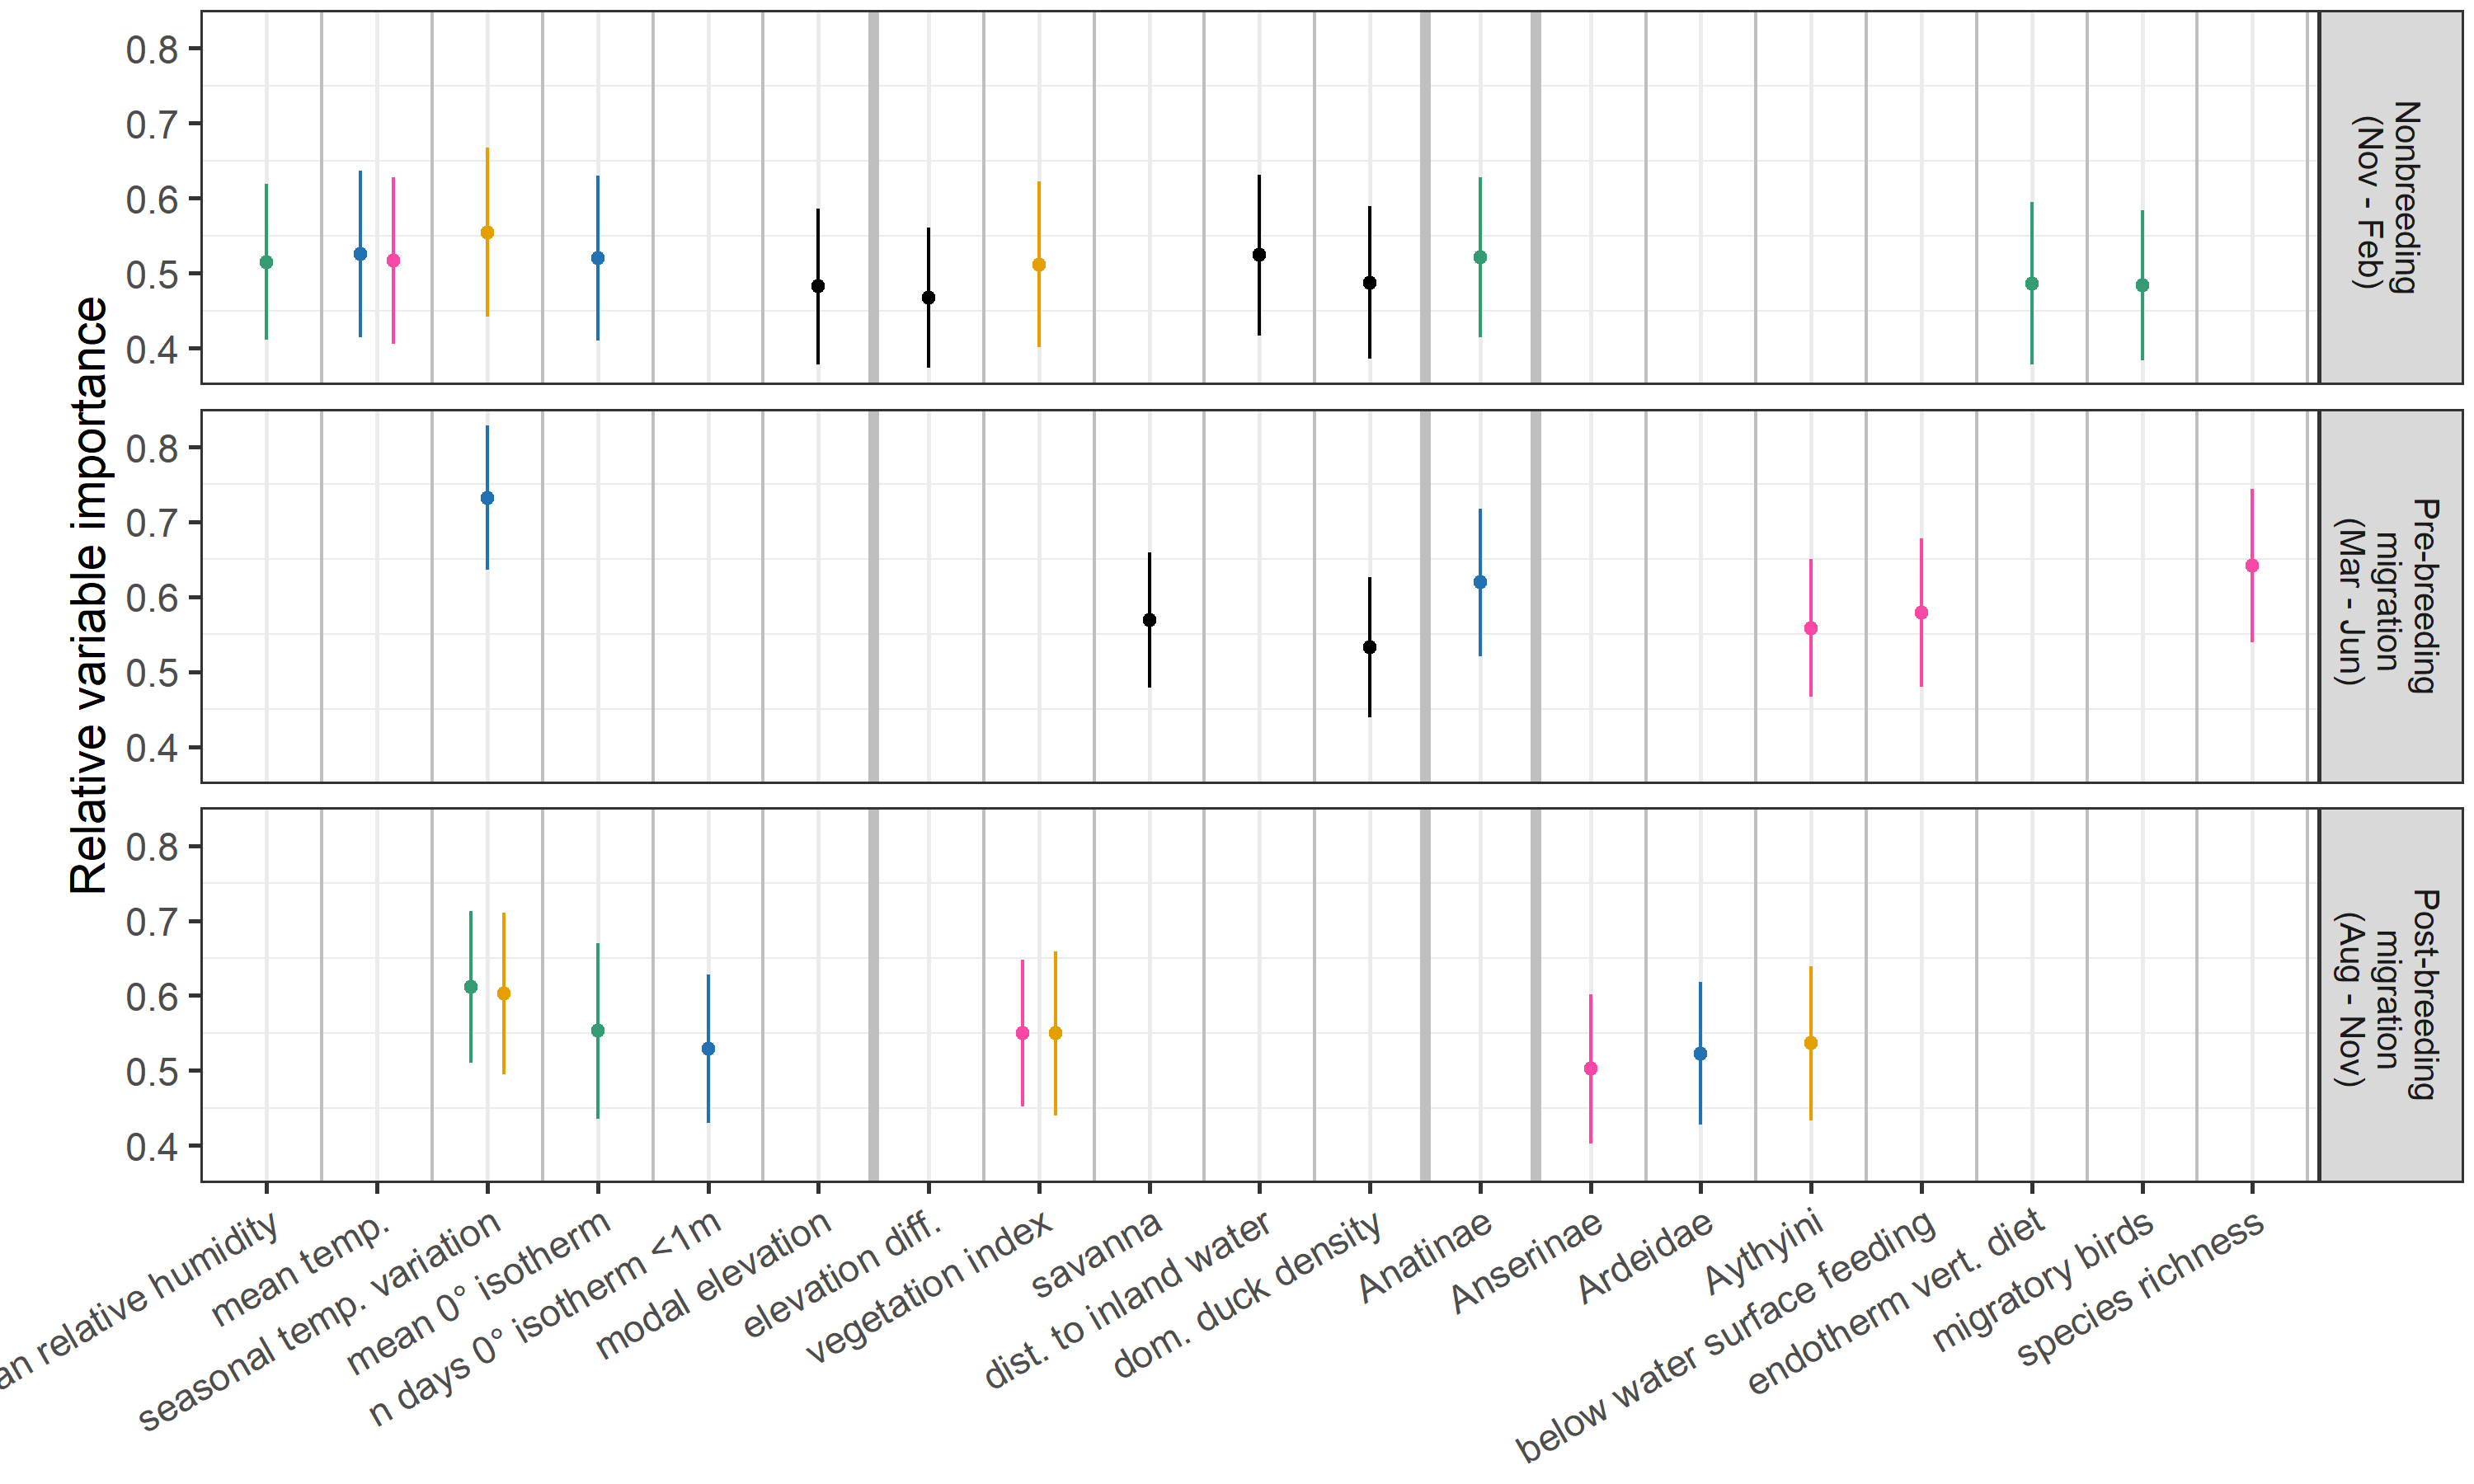 Relative variable importance
0.8
0.7
0.6
0.5
0.4
Nonbreeding
(Nov - Feb)
0.8
0.7
0.6
0.5
0.4
Pre-breeding
migration
(Mar - Jun)
0.8
0.7
0.6
0.5
0.4
Post-breeding
migration
(Aug - Nov)
an relative humidity
mean temp.
seasonal temp. variation
mean 0° isotherm
n days 0° isotherm <1m
modal elevation
elevation diff.
vegetation index
savanna
dist. to inland water
dom. duck density
Anatinae
Anserinae
Ardeidae
Aythyini
below water surface feeding
endotherm vert. diet
migratory birds
species richness